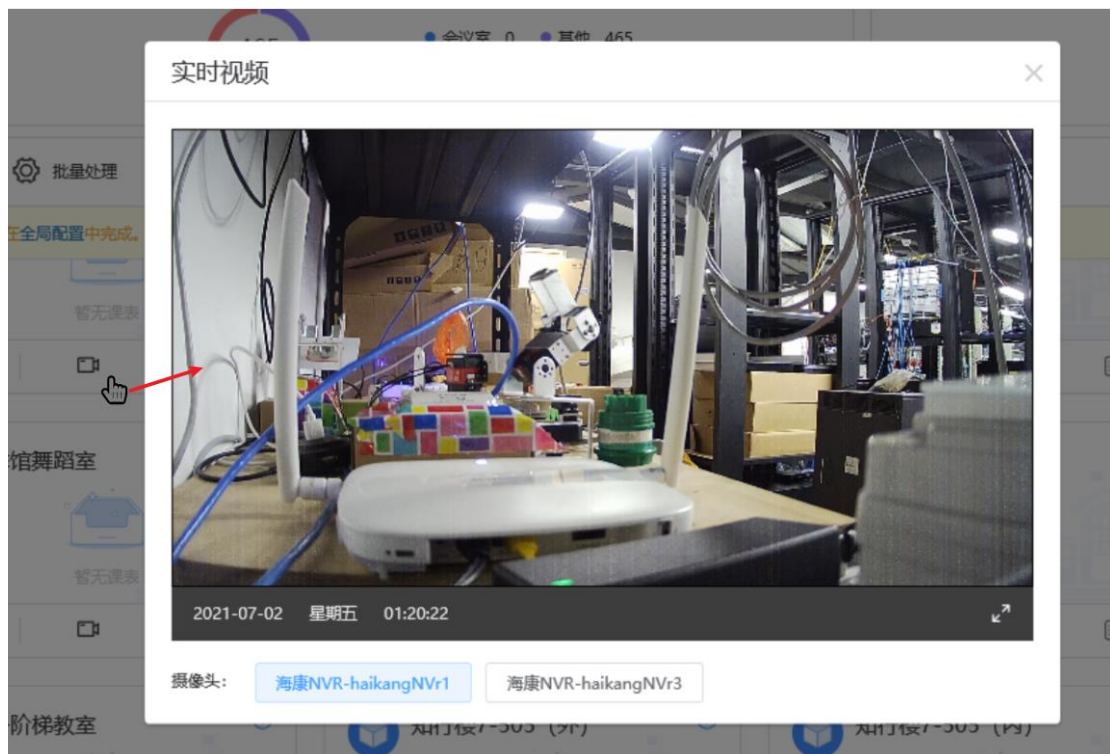 会议室 0 其他 465
实时视频
批量处理
在全局配置中完成。
暂无课表
馆舞蹈室
暂无课表
2021-07-02 星期五 01:20:22
摄像头： 海康NVR-haikangNVr1 海康NVR-haikangNVr3
阶梯教室 知行楼7-303（外） 知行楼7-303（内）